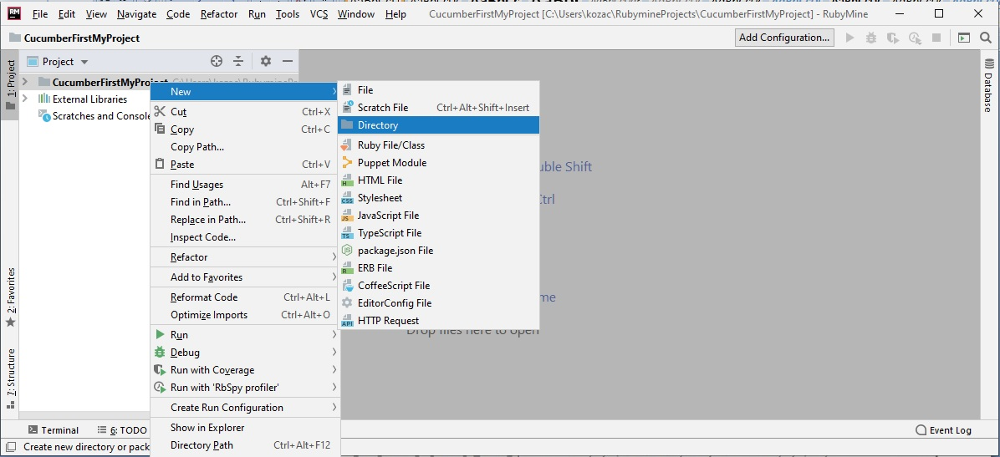 RM File Edit View Navigate Code Refactor Run Tools VCS Window Help CucumberFirstMyProject [C:\Users\kozac\RubymineProjects\CucumberFirstMyProject] - RubyMine
CucumberFirstMyProject Add Configuration...
1: Project
2: Favorites
7: Structure
Project
CucumberFirstMyProject
External Libraries
Scratches and Console
New
Cut Ctrl+X
Copy Ctrl+C
Copy Path...
Paste Ctrl+V
Find Usages Alt+F7
Find in Path... Ctrl+Shift+F
Replace in Path... Ctrl+Shift+R
Inspect Code...
Refactor
Add to Favorites
Reformat Code Ctrl+Alt+L
Optimize Imports Ctrl+Alt+O
Run
Debug
Run with Coverage
Run with 'RbSpy profiler'
Create Run Configuration
Show in Explorer
Directory Path Ctrl+Alt+F12
File
Scratch File Ctrl+Alt+Shift+Insert
Directory
Ruby File/Class
Puppet Module
H HTML File
CSS Stylesheet
JS JavaScript File
TS TypeScript File
package.json File
R ERB File
CoffeeScript File
EditorConfig File
API HTTP Request
uble Shift
Ctrl
me
Drop files here to open
Database
Terminal 6: TODO Event Log
Create new directory or pack